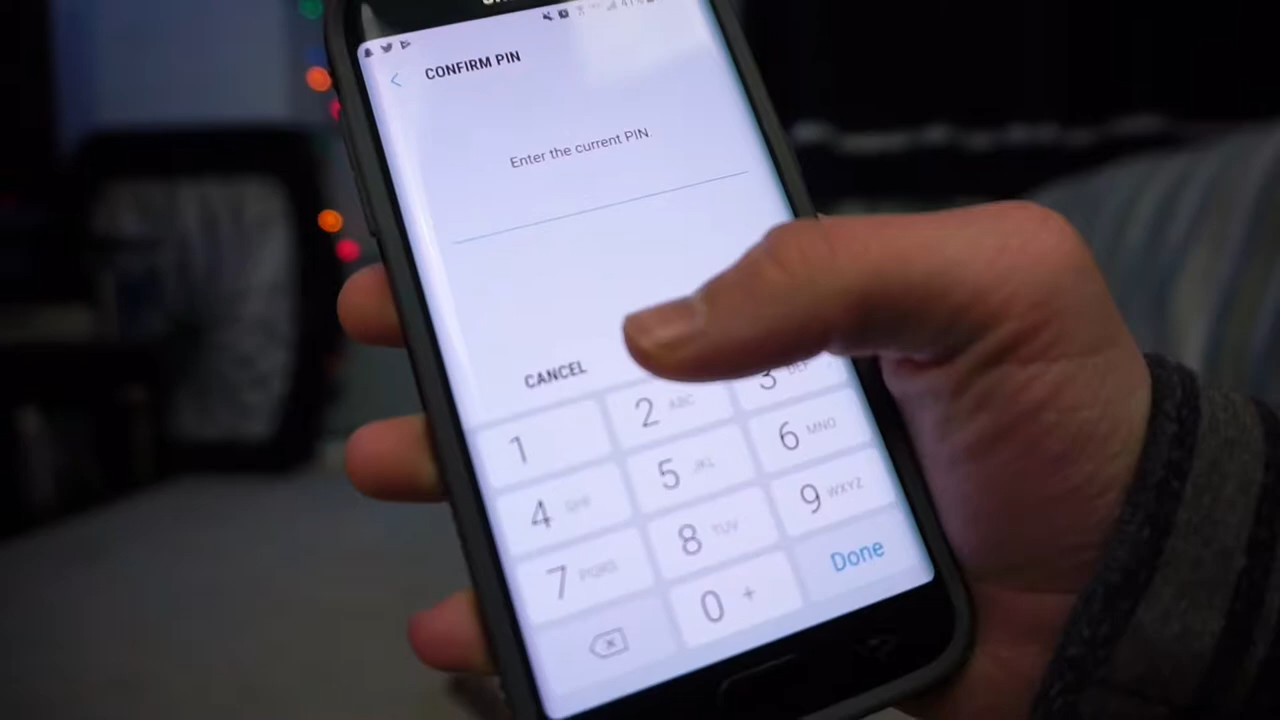 41%
CONFIRM PIN
Enter the current PIN.
CANCEL
1
2 ABC
3 DEF
4 GHI
5 JKL
6 MNO
7 PQRS
8 TUV
9 WXYZ
0 +
Done